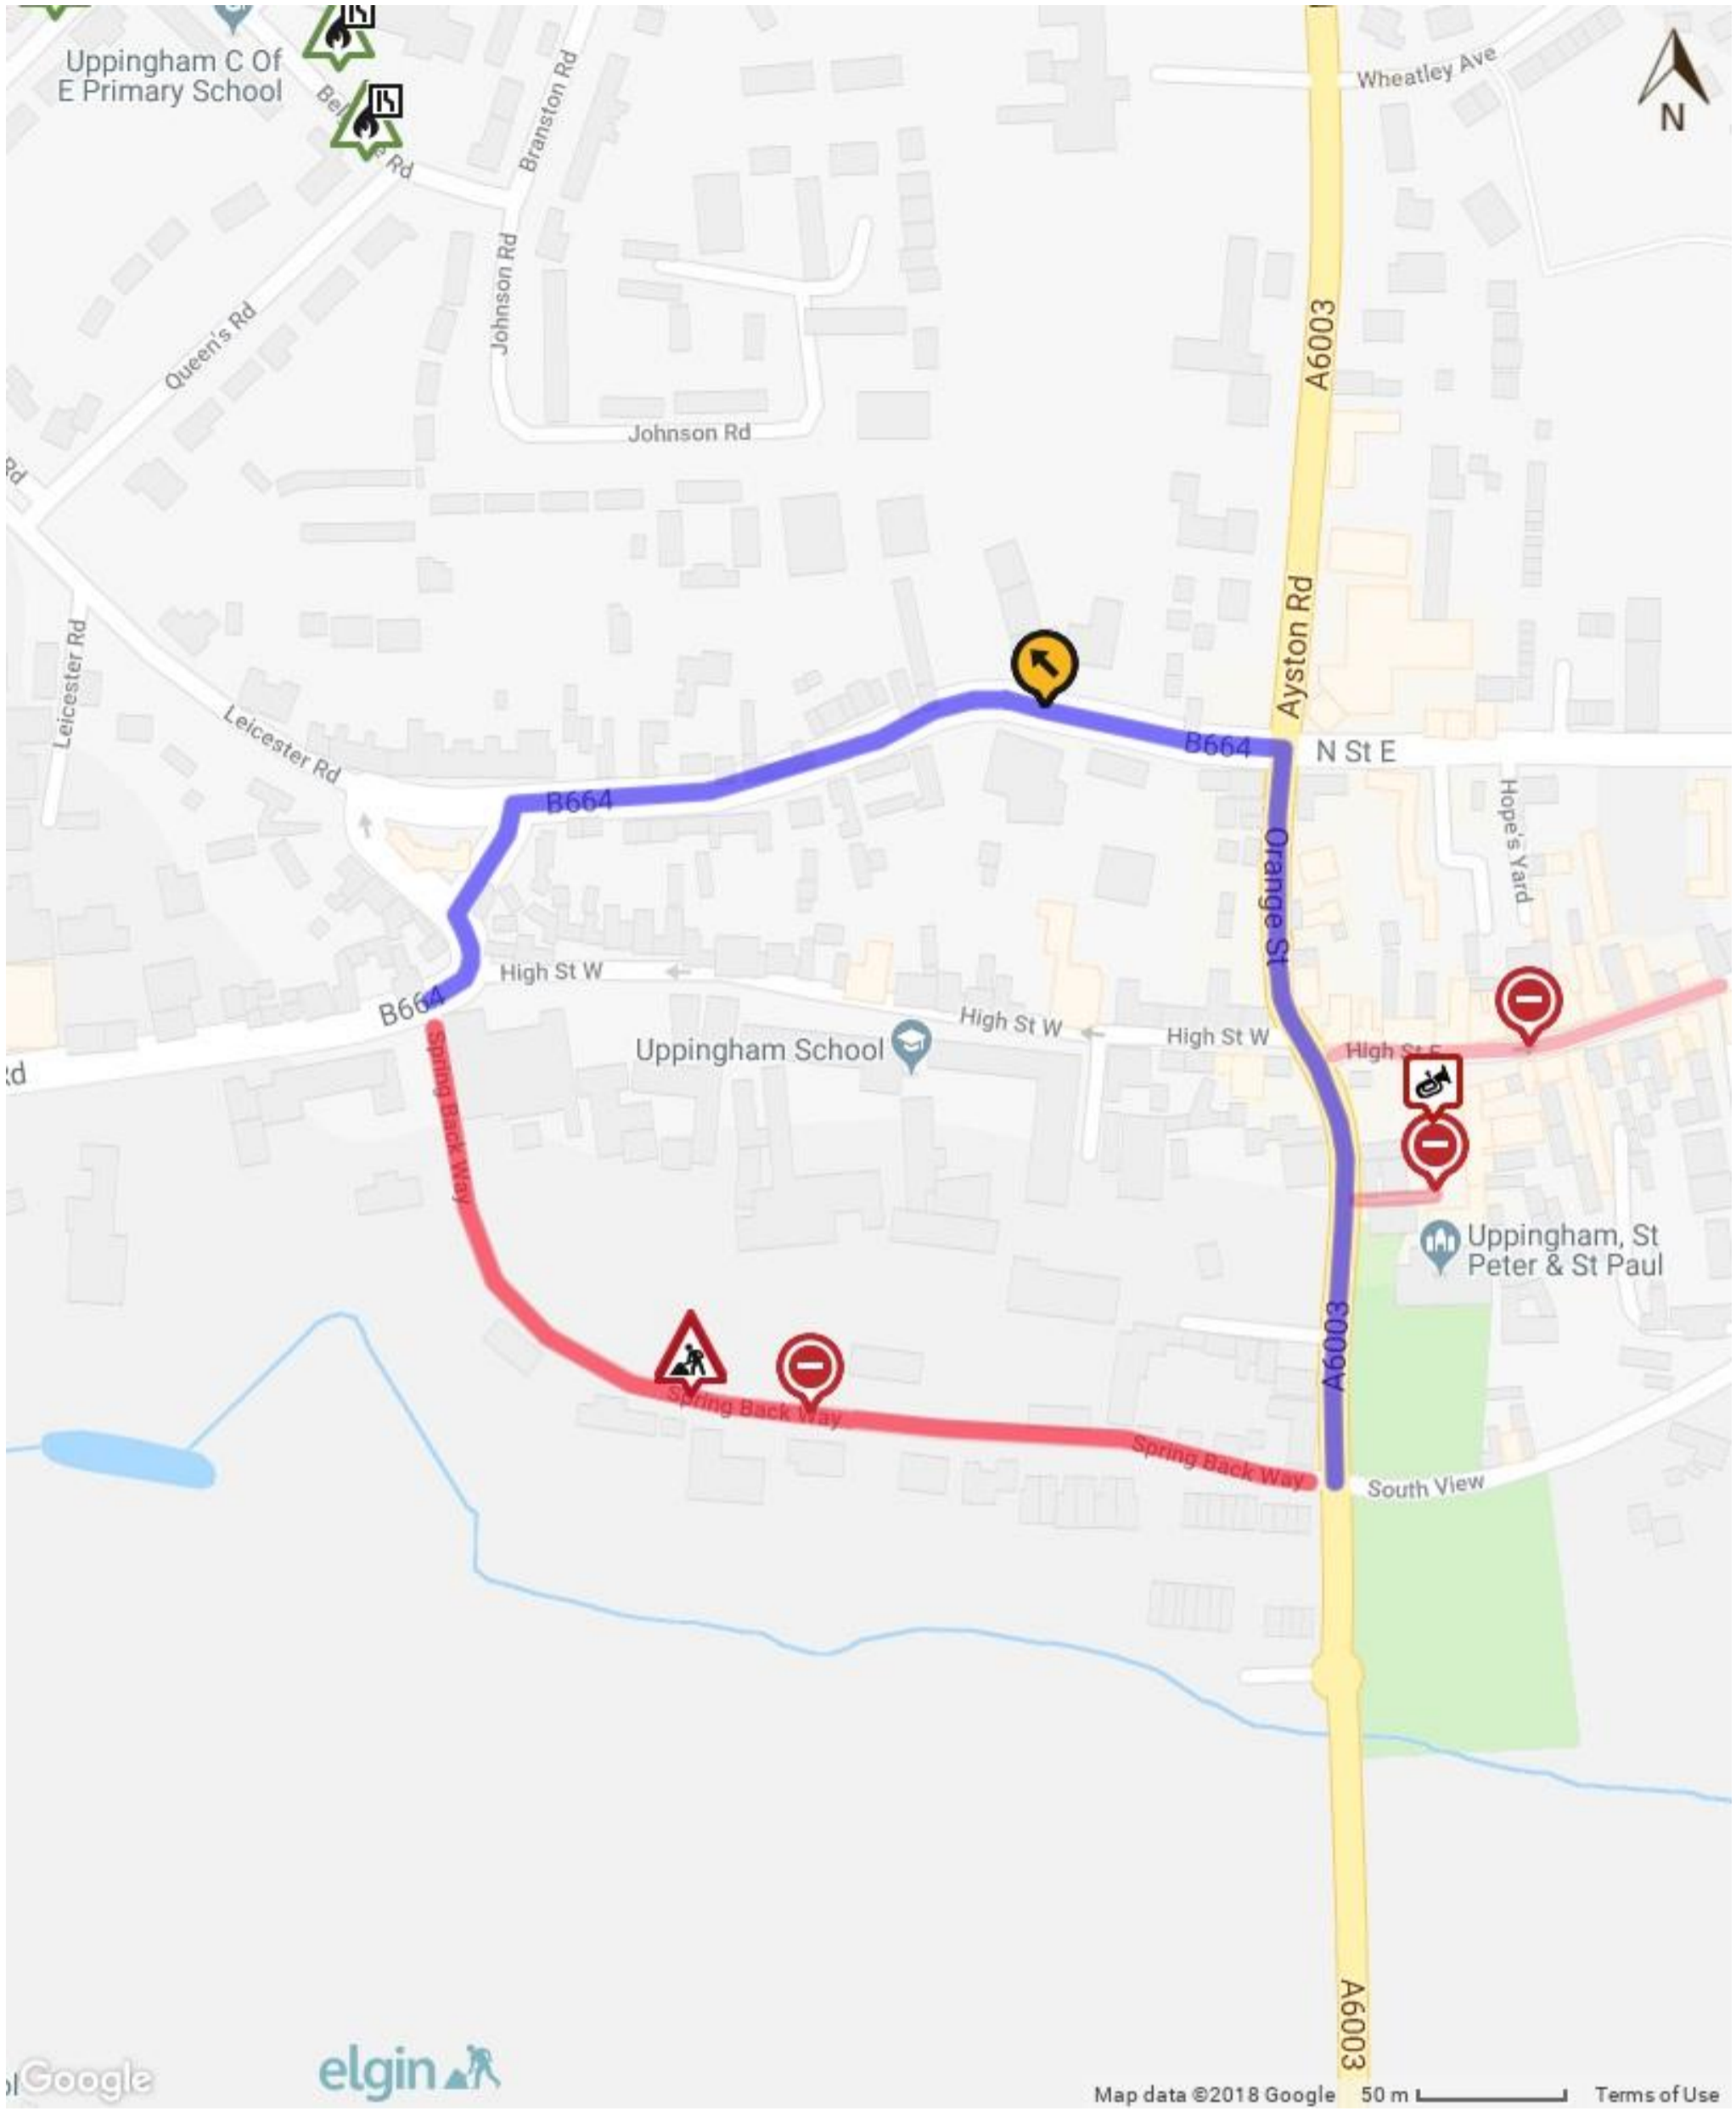 Uppingham C Of
E Primary School
Branston Rd
Wheatley Ave
N
Rd
Johnson Rd
A6003
Queen's Rd
Johnson Rd
Ayston Rd
Leicester Rd
Leicester Rd
B664
N St E
B664
Hope's Yard
Orange St
High St W
B664
High St W
High St W
High St E
Uppingham School
Spring Back Way
Uppingham, St
Peter & St Paul
A6003
Spring Back Way
Spring Back Way
South View
A6003
Google
elgin
Map data ©2018 Google
50 m
Terms of Use